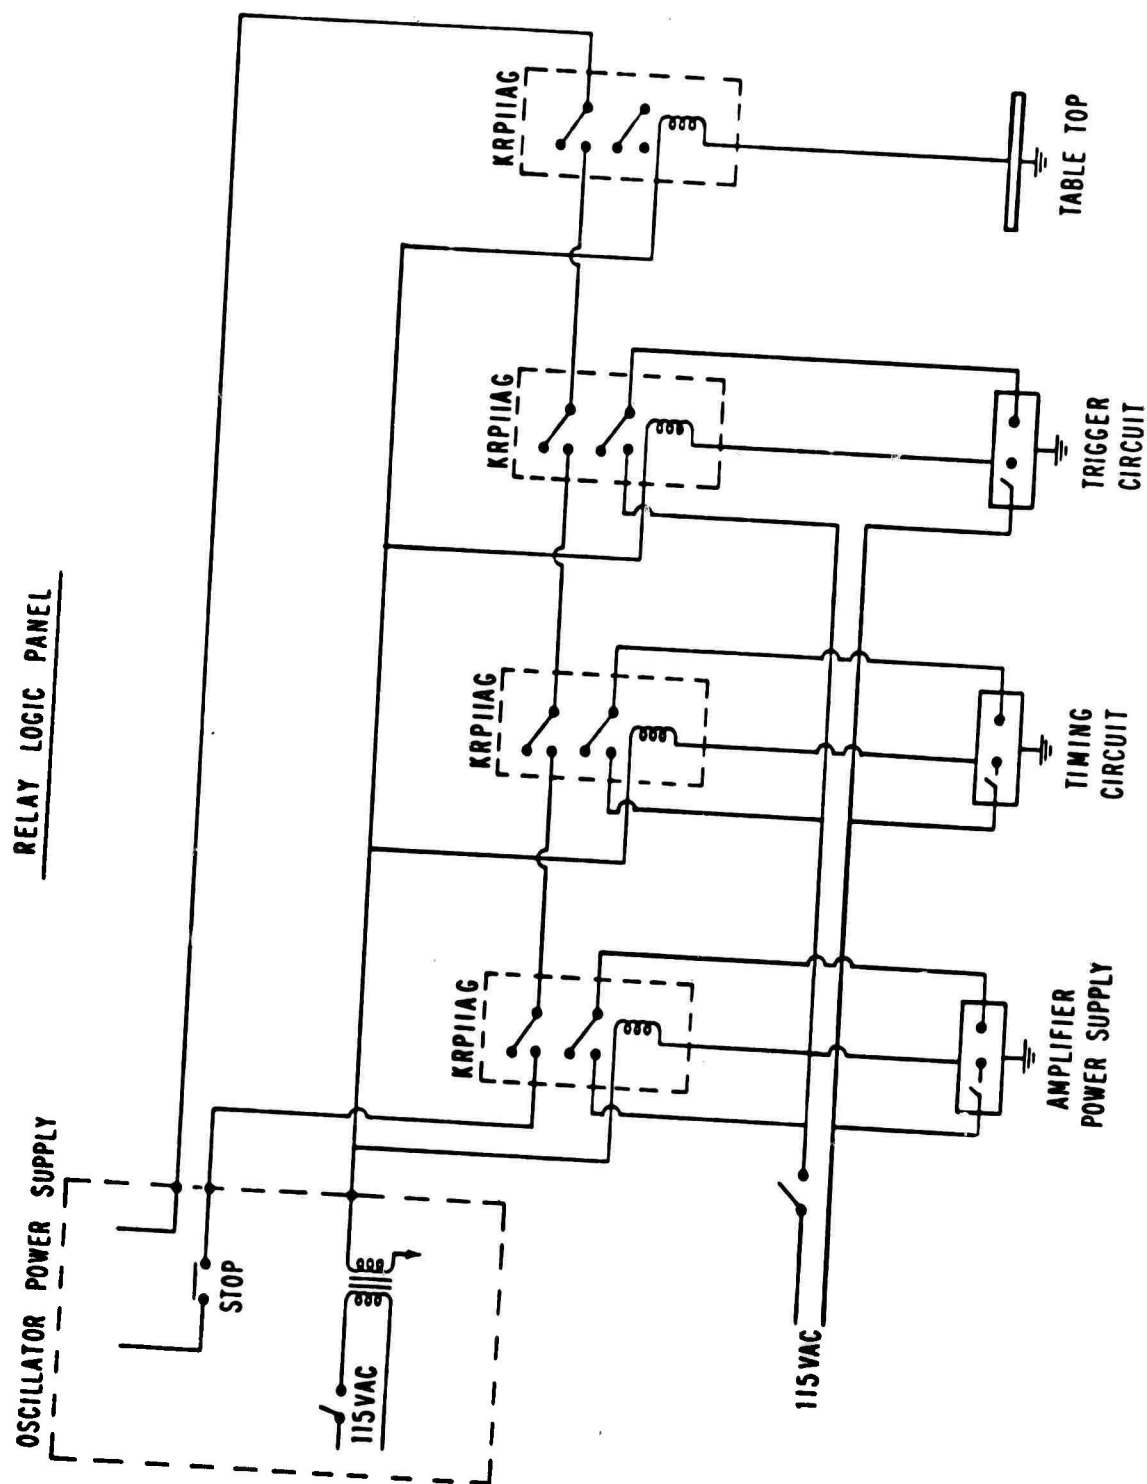 RELAY LOGIC PANEL
OSCILLATOR POWER SUPPLY
STOP
115VAC
KRP11AG
KRP11AG
KRP11AG
KRP11AG
115VAC
AMPLIFIER
POWER SUPPLY
TIMING
CIRCUIT
TRIGGER
CIRCUIT
TABLE TOP